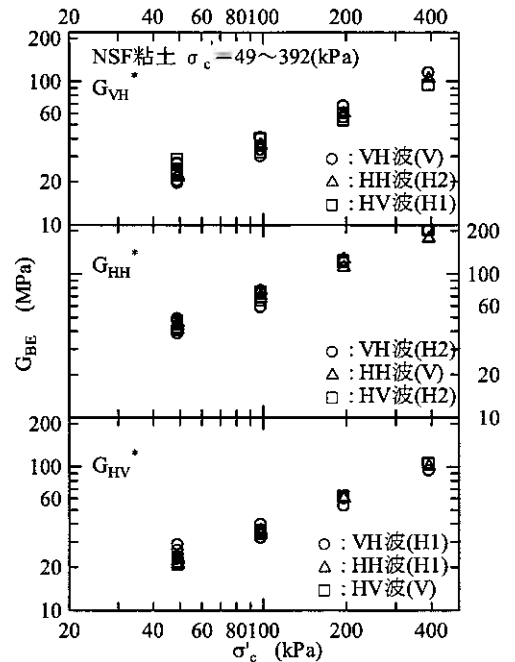 20 40 60 80100 200 400
200
100
60
40
20
10
NSF粘土 σ'c=49~392(kPa)
GVH*
○ : VH波(V)
△ : HH波(H2)
□ : HV波(H1)
GHH*
200
100
60
40
20
10
○ : VH波(H2)
△ : HH波(V)
□ : HV波(H2)
GBE (MPa)
200
100
60
40
20
10
GHV*
○ : VH波(H1)
△ : HH波(H1)
□ : HV波(V)
20 40 60 80100 200 400
σ'c (kPa)